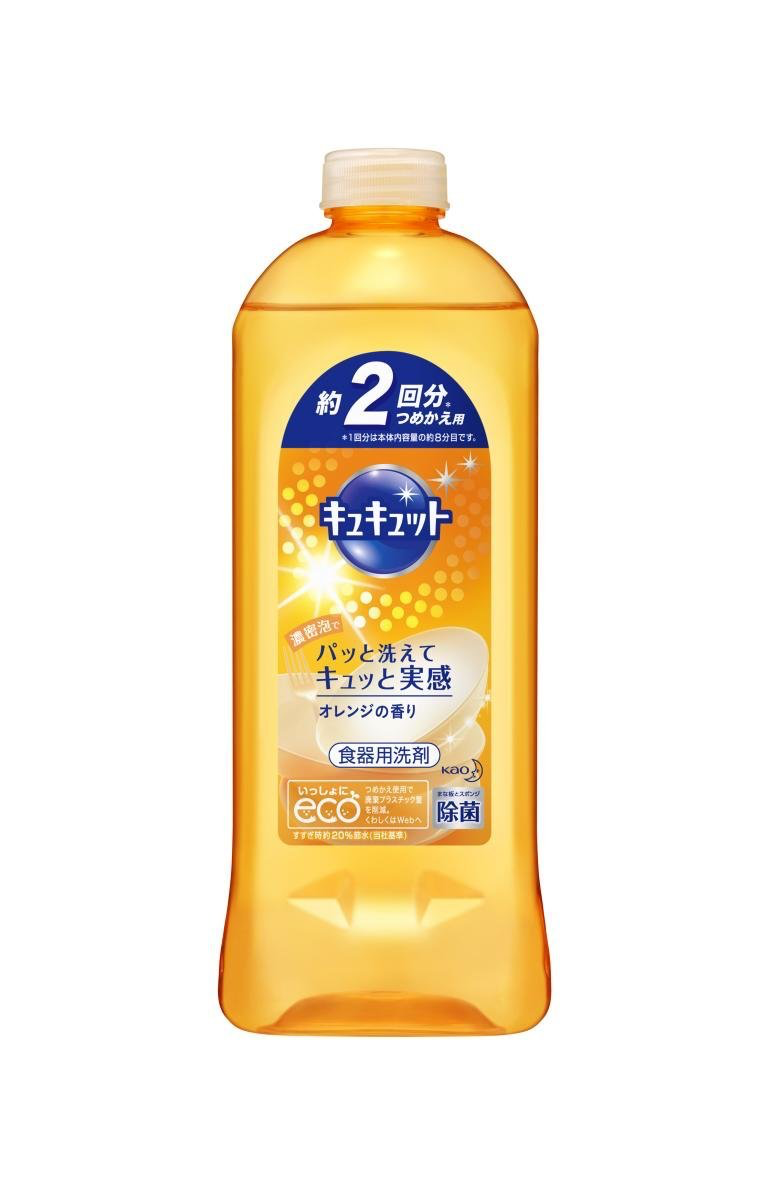 約2回分*
つめかえ用
*1回分は本体内容量の約8分目です。
キュキュット
濃密泡で
パッと洗えて
キュッと実感
オレンジの香り
食器用洗剤
Kao
いっしょに
eco
つめかえ使用で
廃棄プラスチック量
を削減。
くわしくはWebへ
まな板とスポンジ
除菌
すすぎ時約20%節水(当社基準)